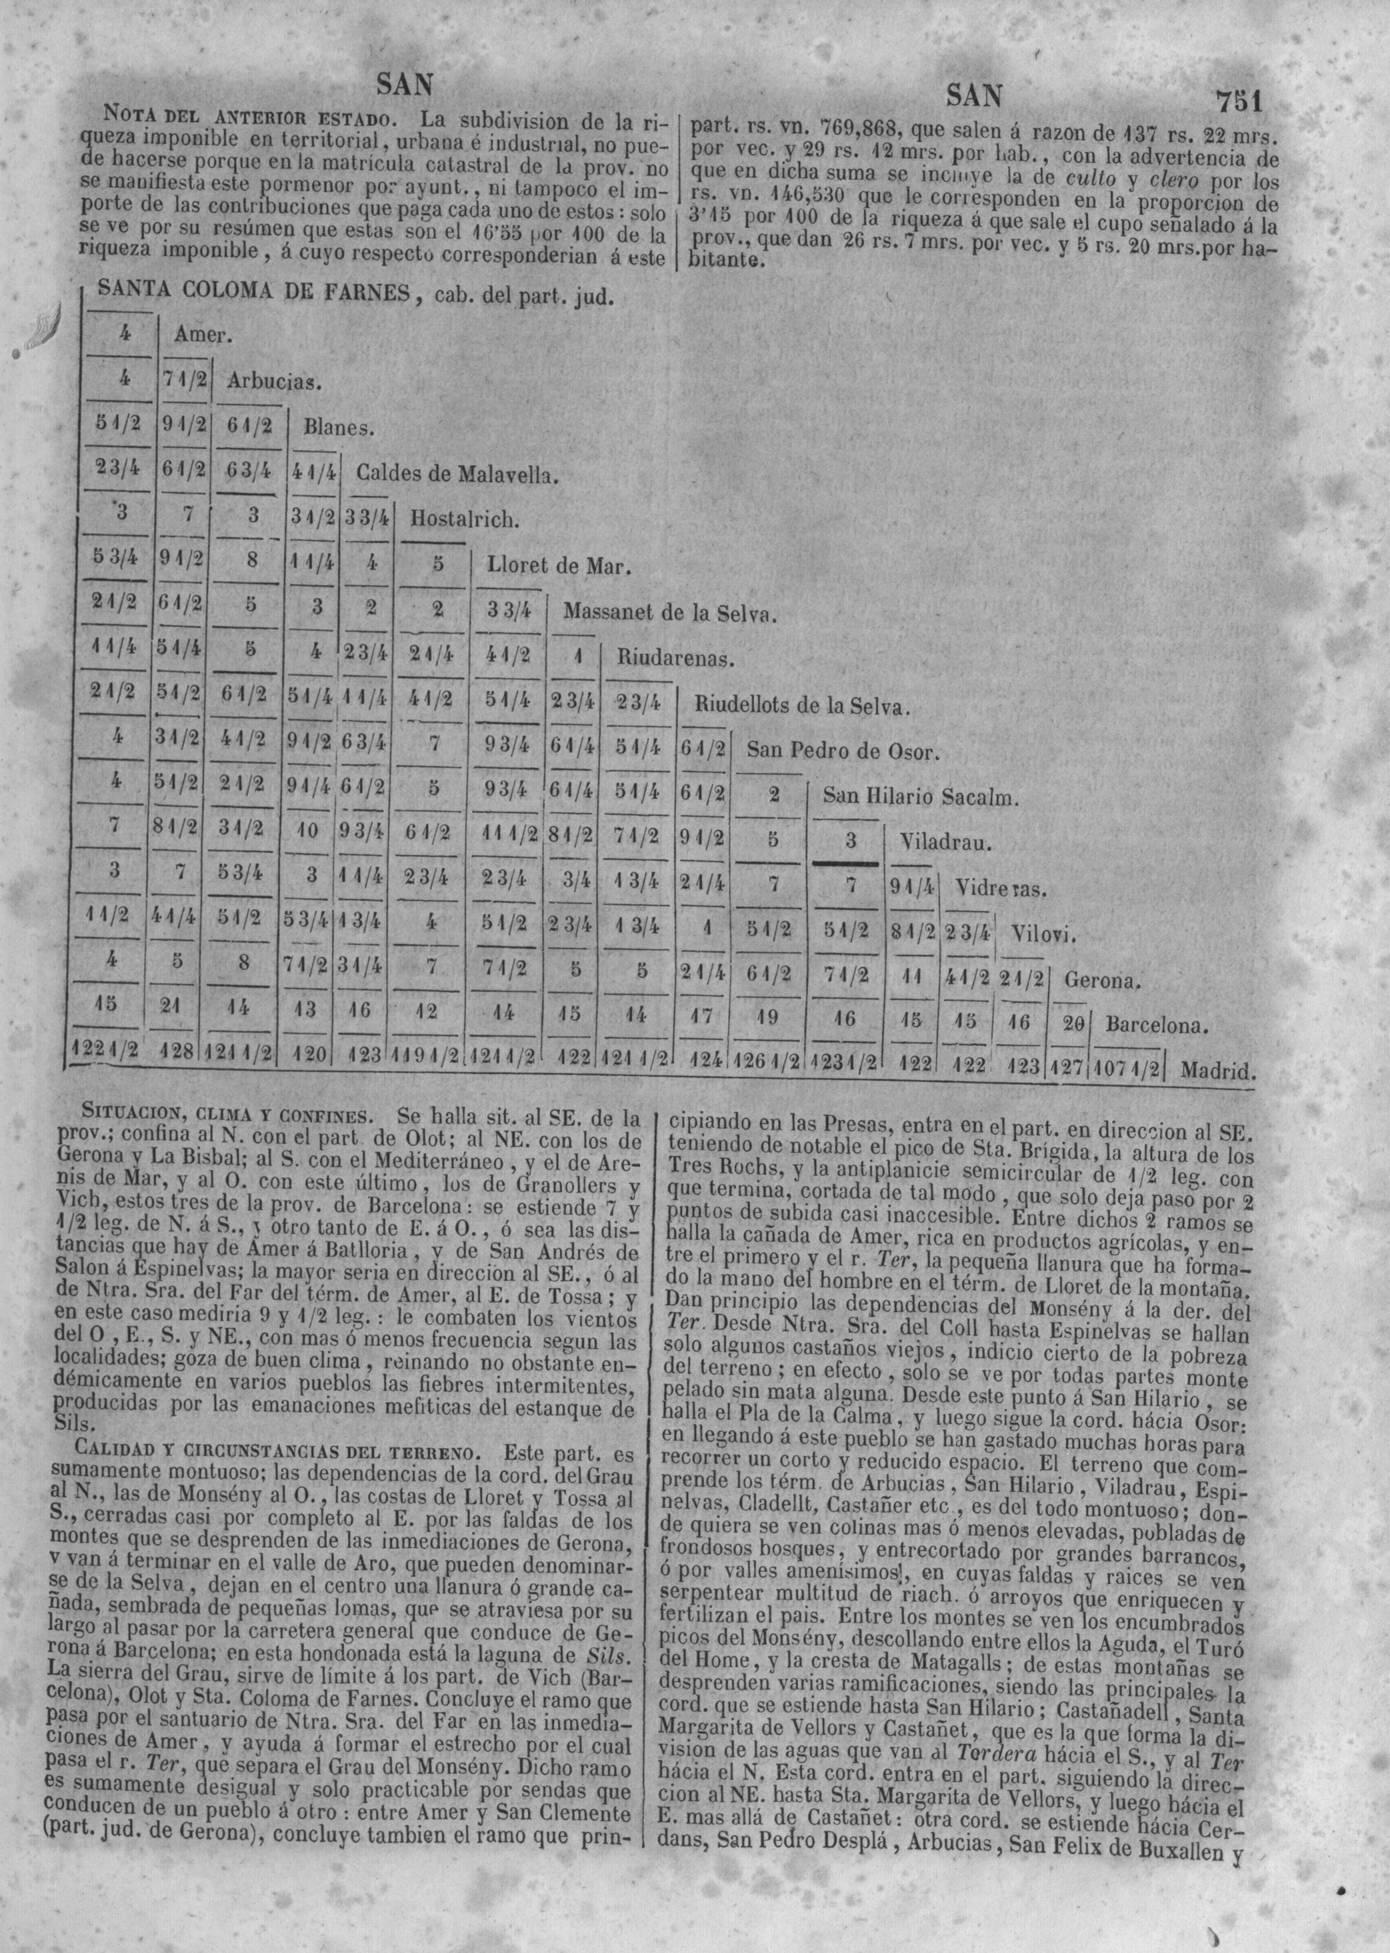 SAN
SAN
751
NOTA DEL ANTERIOR ESTADO. La subdivision de la ri-
queza imponible en territorial, urbana é industrial, no pue-
de hacerse porque en la matrícula catastral de la prov. no
se manifiesta este pormenor por ayunt., ni tampoco el im-
porte de las contribuciones que paga cada uno de estos: solo
se ve por su resúmen que estas son el 16'55 por 100 de la
riqueza imponible, á cuyo respecto corresponderian á este
part. rs. vn. 769,868, que salen á razon de 137 rs. 22 mrs.
por vec. y 29 rs. 12 mrs. por hab., con la advertencia de
que en dicha suma se incluye la de culto y clero por los
rs. vn. 146,530 que le corresponden en la proporcion de
3'15 por 100 de la riqueza á que sale el cupo señalado á la
prov., que dan 26 rs. 7 mrs. por vec. y 5 rs. 20 mrs.por ha-
bitante.
SANTA COLOMA DE FARNES, cab. del part. jud.
4 Amer.
4 7 1/2 Arbucias.
5 1/2 9 1/2 6 1/2 Blanes.
2 3/4 6 1/2 6 3/4 4 1/4 Caldes de Malavella.
3 7 3 3 1/2 3 3/4 Hostalrich.
5 3/4 9 1/2 8 1 1/4 4 5 Lloret de Mar.
2 1/2 6 1/2 5 3 2 2 3 3/4 Massanet de la Selva.
1 1/4 5 1/4 5 4 2 3/4 2 1/4 4 1/2 1 Riudarenas.
2 1/2 5 1/2 6 1/2 5 1/4 1 1/4 4 1/2 5 1/4 2 3/4 2 3/4 Riudellots de la Selva.
4 3 1/2 4 1/2 9 1/2 6 3/4 7 9 3/4 6 1/4 5 1/4 6 1/2 San Pedro de Osor.
4 5 1/2 2 1/2 9 1/4 6 1/2 5 9 3/4 6 1/4 5 1/4 6 1/2 2 San Hilario Sacalm.
7 8 1/2 3 1/2 10 9 3/4 6 1/2 11 1/2 8 1/2 7 1/2 9 1/2 5 3 Viladrau.
3 7 5 3/4 3 1 1/4 2 3/4 2 3/4 3/4 1 3/4 2 1/4 7 7 9 1/4 Vidreras.
1 1/2 4 1/4 5 1/2 5 3/4 1 3/4 4 5 1/2 2 3/4 1 3/4 1 5 1/2 5 1/2 8 1/2 2 3/4 Vilovi.
4 5 8 7 1/2 3 1/4 7 7 1/2 5 5 2 1/4 6 1/2 7 1/2 11 4 1/2 2 1/2 Gerona.
15 21 14 13 16 12 14 15 14 17 19 16 15 15 16 20 Barcelona.
122 1/2 128 121 1/2 120 123 119 1/2 121 1/2 122 121 1/2 124 126 1/2 123 1/2 122 122 123 127 107 1/2 Madrid.
SITUACION, CLIMA Y CONFINES. Se halla sit. al SE. de la
prov.; confina al N. con el part. de Olot; al NE. con los de
Gerona y La Bisbal; al S. con el Mediterráneo, y el de Are-
nis de Mar, y al O. con este último, los de Granollers y
Vich, estos tres de la prov. de Barcelona: se estiende 7 y
1/2 leg. de N. á S., y otro tanto de E. á O., ó sea las dis-
tancias que hay de Amer á Batlloria, y de San Andrés de
Salon á Espinelvas; la mayor seria en direccion al SE., ó al
de Ntra. Sra. del Far del térm. de Amer, al E. de Tossa; y
en este caso mediria 9 y 1/2 leg.: le combaten los vientos
del O, E., S. y NE., con mas ó menos frecuencia segun las
localidades; goza de buen clima, reinando no obstante en-
démicamente en varios pueblos las fiebres intermitentes,
producidas por las emanaciones mefiticas del estanque de
Sils.
CALIDAD Y CIRCUNSTANCIAS DEL TERRENO. Este part. es
sumamente montuoso; las dependencias de la cord. del Grau
al N., las de Monsény al O., las costas de Lloret y Tossa al
S., cerradas casi por completo al E. por las faldas de los
montes que se desprenden de las inmediaciones de Gerona,
y van á terminar en el valle de Aro, que pueden denominar-
se de la Selva, dejan en el centro una llanura ó grande ca-
ñada, sembrada de pequeñas lomas, que se atraviesa por su
largo al pasar por la carretera general que conduce de Ge-
rona á Barcelona; en esta hondonada está la laguna de Sils.
La sierra del Grau, sirve de límite á los part. de Vich (Bar-
celona), Olot y Sta. Coloma de Farnes. Concluye el ramo que
pasa por el santuario de Ntra. Sra. del Far en las inmedia-
ciones de Amer, y ayuda á formar el estrecho por el cual
pasa el r. Ter, que separa el Grau del Monsény. Dicho ramo
es sumamente desigual y solo practicable por sendas que
conducen de un pueblo á otro: entre Amer y San Clemente
(part. jud. de Gerona), concluye tambien el ramo que prin-
cipiando en las Presas, entra en el part. en direccion al SE.
teniendo de notable el pico de Sta. Brígida, la altura de los
Tres Rochs, y la antiplanicie semicircular de 1/2 leg. con
que termina, cortada de tal modo, que solo deja paso por 2
puntos de subida casi inaccesible. Entre dichos 2 ramos se
halla la cañada de Amer, rica en productos agrícolas, y en-
tre el primero y el r. Ter, la pequeña llanura que ha forma-
do la mano del hombre en el térm. de Lloret de la montaña.
Dan principio las dependencias del Monsény á la der. del
Ter. Desde Ntra. Sra. del Coll hasta Espinelvas se hallan
solo algunos castaños viejos, indicio cierto de la pobreza
del terreno; en efecto, solo se ve por todas partes monte
pelado sin mata alguna. Desde este punto á San Hilario, se
halla el Pla de la Calma, y luego sigue la cord. hácia Osor:
en llegando á este pueblo se han gastado muchas horas para
recorrer un corto y reducido espacio. El terreno que com-
prende los térm. de Arbucias, San Hilario, Viladrau, Espi-
nelvas, Cladellt, Castañer etc., es del todo montuoso; don-
de quiera se ven colinas mas ó menos elevadas, pobladas de
frondosos bosques, y entrecortado por grandes barrancos,
ó por valles amenísimos!, en cuyas faldas y raices se ven
serpentear multitud de riach. ó arroyos que enriquecen y
fertilizan el pais. Entre los montes se ven los encumbrados
picos del Monsény, descollando entre ellos la Aguda, el Turó
del Home, y la cresta de Matagalls; de estas montañas se
desprenden varias ramificaciones, siendo las principales la
cord. que se estiende hasta San Hilario; Castañadell, Santa
Margarita de Vellors y Castañet, que es la que forma la di-
vision de las aguas que van al Tordera hácia el S., y al Ter
hácia el N. Esta cord. entra en el part. siguiendo la direc-
cion al NE. hasta Sta. Margarita de Vellors, y luego hácia el
E. mas allá de Castañet: otra cord. se estiende hácia Cer-
dans, San Pedro Desplá, Arbucias, San Felix de Buxallen y